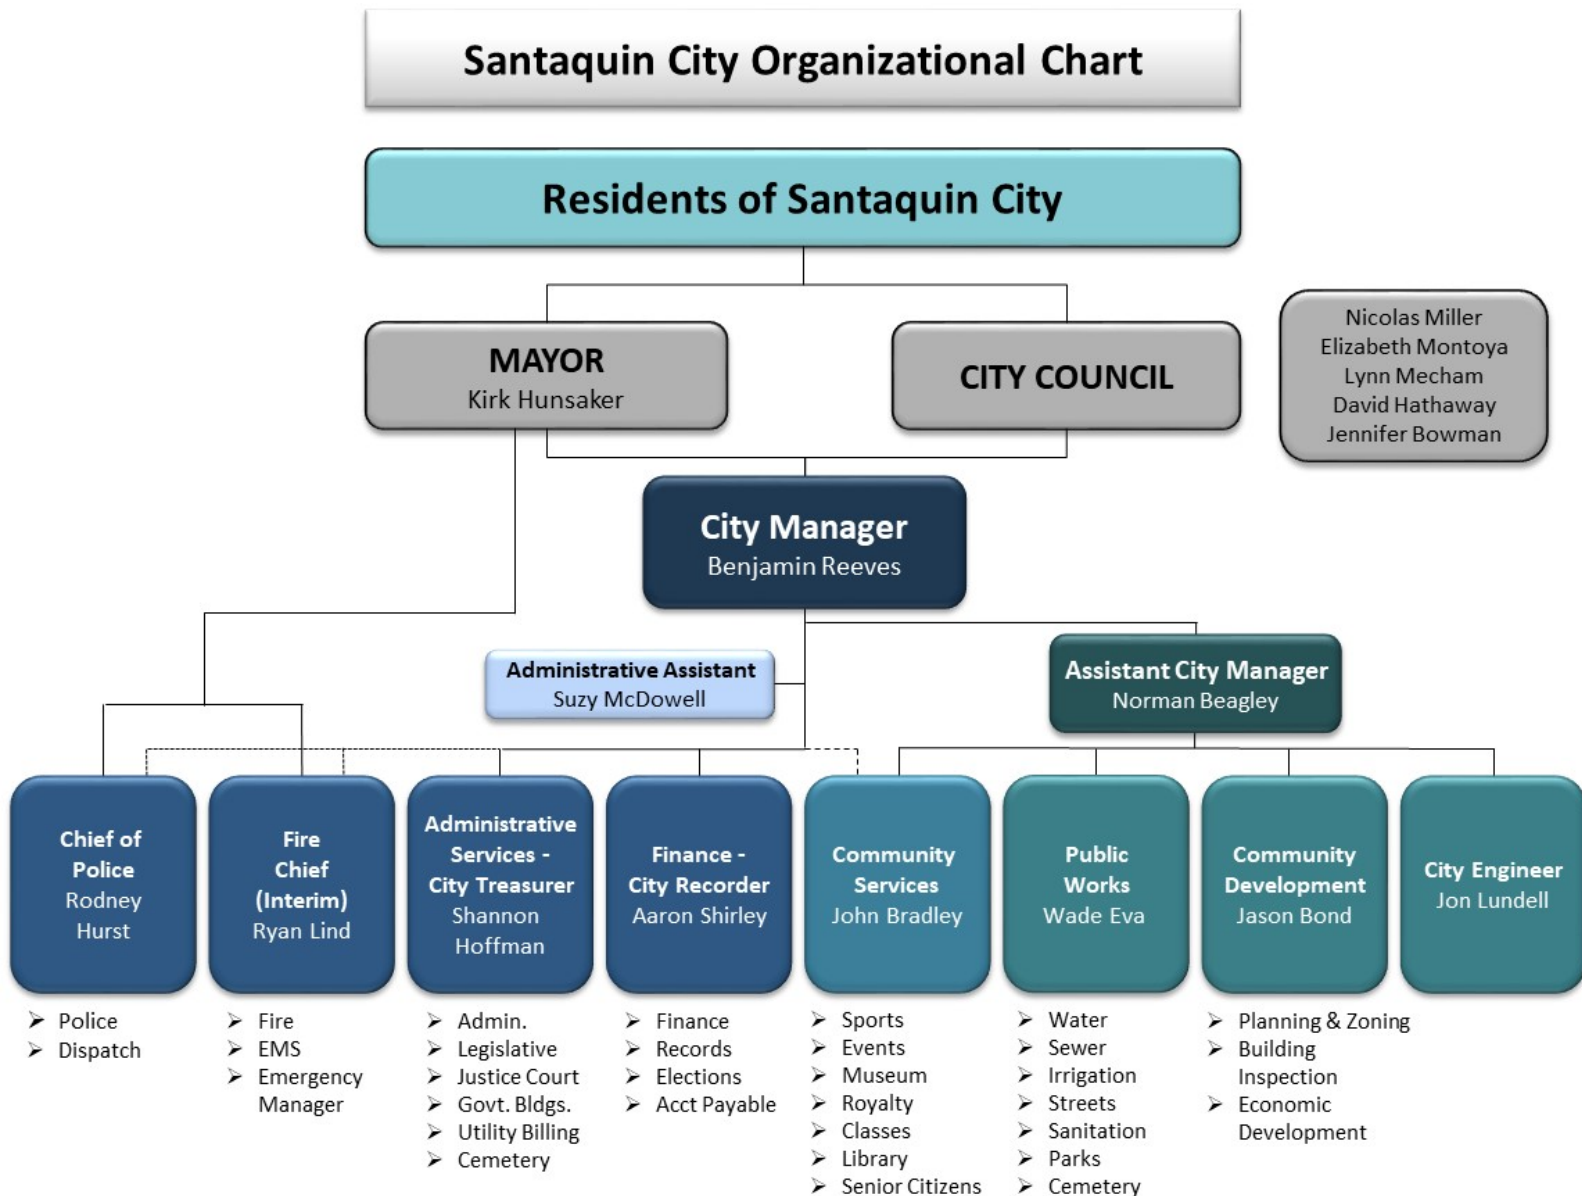 Santaquin City Organizational Chart
Residents of Santaquin City
MAYOR
Kirk Hunsaker
CITY COUNCIL
Nicolas Miller
Elizabeth Montoya
Lynn Mecham
David Hathaway
Jennifer Bowman
City Manager
Benjamin Reeves
Administrative Assistant
Suzy McDowell
Assistant City Manager
Norman Beagley
Chief of
Police
Rodney
Hurst
Fire
Chief
(Interim)
Ryan Lind
Administrative
Services -
City Treasurer
Shannon
Hoffman
Finance -
City Recorder
Aaron Shirley
Community
Services
John Bradley
Public
Works
Wade Eva
Community
Development
Jason Bond
City Engineer
Jon Lundell
➢ Police
➢ Dispatch
➢ Fire
➢ EMS
➢ Emergency
Manager
➢ Admin.
➢ Legislative
➢ Justice Court
➢ Govt. Bldgs.
➢ Utility Billing
➢ Cemetery
➢ Finance
➢ Records
➢ Elections
➢ Acct Payable
➢ Sports
➢ Events
➢ Museum
➢ Royalty
➢ Classes
➢ Library
➢ Senior Citizens
➢ Water
➢ Sewer
➢ Irrigation
➢ Streets
➢ Sanitation
➢ Parks
➢ Cemetery
➢ Planning & Zoning
➢ Building
Inspection
➢ Economic
Development